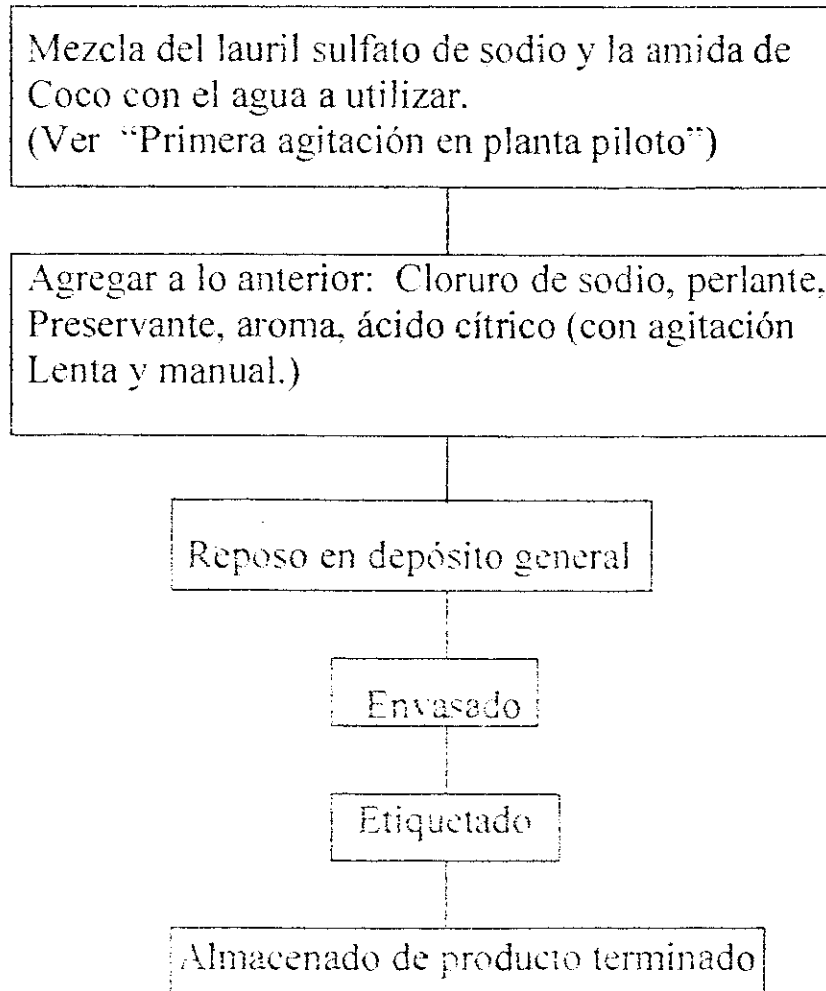 Mezcla del lauril sulfato de sodio y la amida de
Coco con el agua a utilizar.
(Ver "Primera agitación en planta piloto")
Agregar a lo anterior: Cloruro de sodio, perlante,
Preservante, aroma, ácido cítrico (con agitación
Lenta y manual.)
Reposo en depósito general
Envasado
Etiquetado
Almacenado de producto terminado